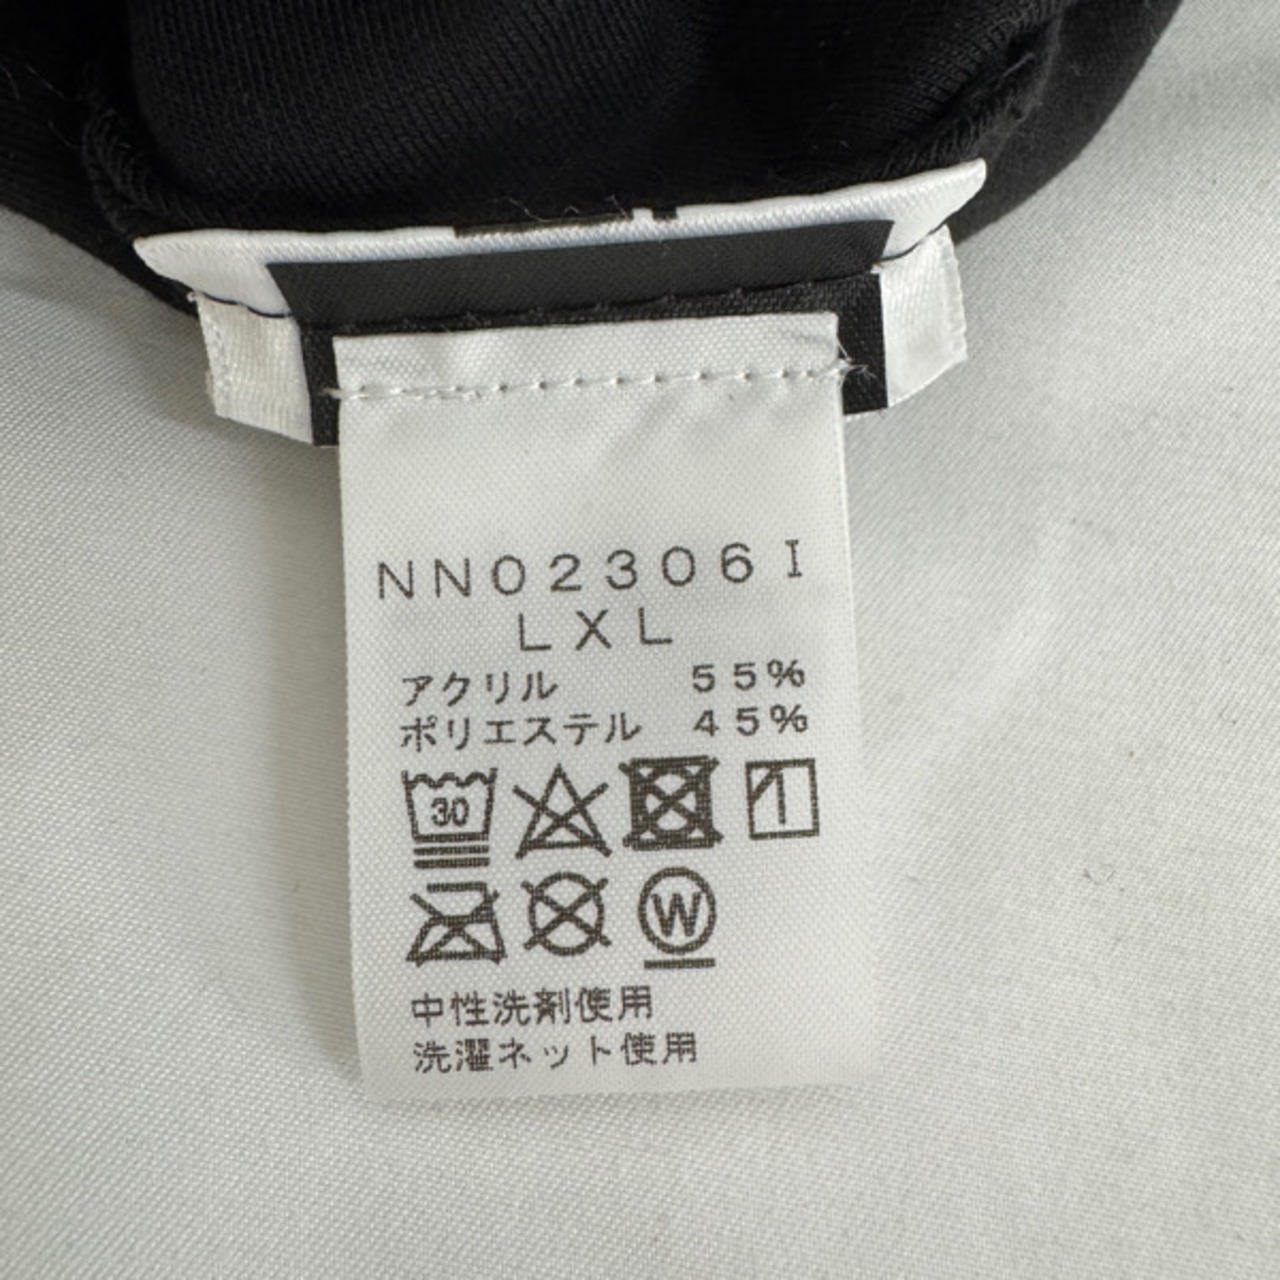 NN02306I
LXL
アクリル 55%
ポリエステル 45%
30
W
中性洗剤使用
洗濯ネット使用